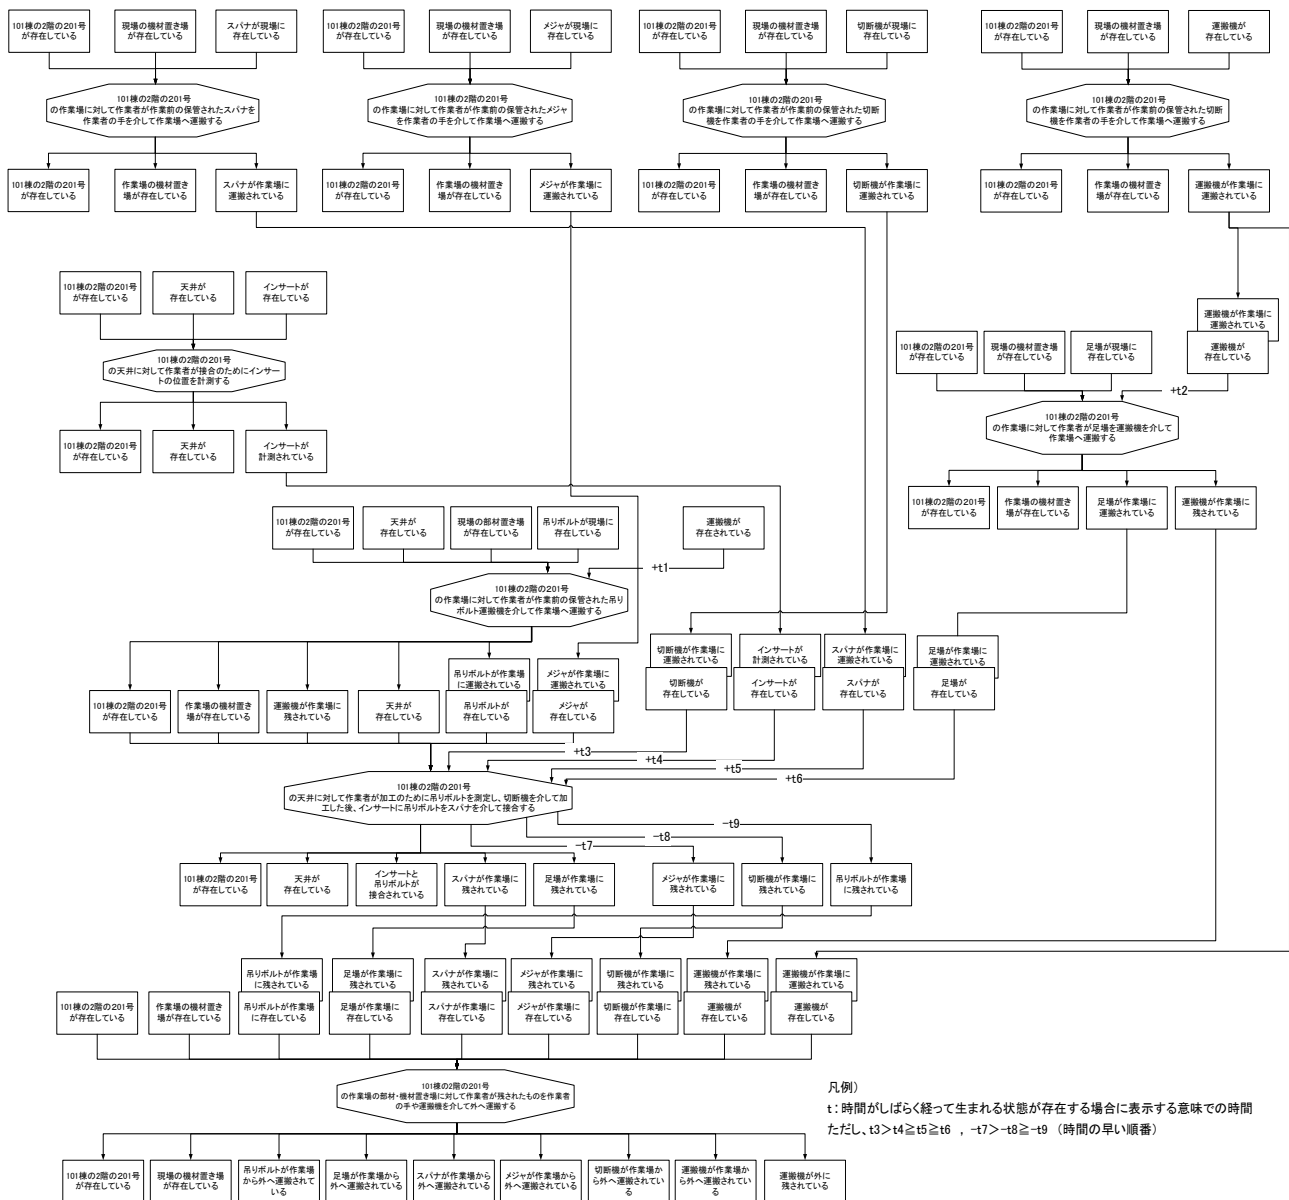 101棟の2階の201号
が存在している
現場の機材置き場
が存在している
スパナが現場に
存在している
101棟の2階の201号
が存在している
現場の機材置き場
が存在している
メジャが現場に
存在している
101棟の2階の201号
が存在している
現場の機材置き場
が存在している
切断機が現場に
存在している
101棟の2階の201号
が存在している
現場の機材置き場
が存在している
運搬機が
存在している
101棟の2階の201号
の作業場に対して作業者が作業前の保管されたスパナを
作業者の手を介して作業場へ運搬する
101棟の2階の201号
の作業場に対して作業者が作業前の保管されたメジャ
を作業者の手を介して作業場へ運搬する
101棟の2階の201号
の作業場に対して作業者が作業前の保管された切断
機を作業者の手を介して作業場へ運搬する
101棟の2階の201号
の作業場に対して作業者が作業前の保管された切断
機を作業者の手を介して作業場へ運搬する
101棟の2階の201号
が存在している
作業場の機材置き
場が存在している
スパナが作業場に
運搬されている
101棟の2階の201号
が存在している
作業場の機材置き
場が存在している
メジャが作業場に
運搬されている
101棟の2階の201号
が存在している
作業場の機材置き
場が存在している
切断機が作業場に
運搬されている
101棟の2階の201号
が存在している
作業場の機材置き
場が存在している
運搬機が作業場に
運搬されている
101棟の2階の201号
が存在している
天井が
存在している
インサートが
存在している
運搬機が作業場に
運搬されている
101棟の2階の201号
が存在している
現場の機材置き場
が存在している
足場が現場に
存在している
運搬機が
存在している
101棟の2階の201号
の天井に対して作業者が接合のためにインサー
トの位置を計測する
+t2
101棟の2階の201号
の作業場に対して作業者が足場を運搬機を介して
作業場へ運搬する
101棟の2階の201号
が存在している
天井が
存在している
インサートが
計測されている
101棟の2階の201号
が存在している
作業場の機材置き
場が存在している
足場が作業場に
運搬されている
運搬機が作業場に
残されている
101棟の2階の201号
が存在している
天井が
存在している
現場の部材置き場
が存在している
吊りボルトが現場に
存在している
運搬機が
存在されている
+t1
101棟の2階の201号
の作業場に対して作業者が作業前の保管された吊り
ボルト運搬機を介して作業場へ運搬する
吊りボルトが作業場
に運搬されている
メジャが作業場に
運搬されている
切断機が作業場に
運搬されている
インサートが
計測されている
スパナが作業場に
運搬されている
足場が作業場に
運搬されている
101棟の2階の201号
が存在している
作業場の機材置き
場が存在している
運搬機が作業場に
残されている
天井が
存在している
吊りボルトが
存在している
メジャが
存在している
切断機が
存在している
インサートが
存在している
スパナが
存在している
足場が
存在している
+t3
+t4
+t5
+t6
101棟の2階の201号
の天井に対して作業者が加工のために吊りボルトを測定し、切断機を介して加
工した後、インサートに吊りボルトをスパナを介して接合する
-t9
-t8
-t7
101棟の2階の201号
が存在している
天井が
存在している
インサートと
吊りボルトが
接合されている
スパナが作業場に
残されている
足場が作業場に
残されている
メジャが作業場に
残されている
切断機が作業場に
残されている
吊りボルトが作業場
に残されている
吊りボルトが作業場
に残されている
足場が作業場に
残されている
スパナが作業場に
残されている
メジャが作業場に
残されている
切断機が作業場に
残されている
運搬機が作業場に
残されている
運搬機が作業場に
運搬されている
101棟の2階の201号
が存在している
作業場の機材置き
場が存在している
吊りボルトが作業場
に存在している
足場が作業場に
存在している
スパナが作業場に
存在している
メジャが作業場に
存在している
切断機が作業場に
存在している
運搬機が
存在している
運搬機が
存在している
101棟の2階の201号
の作業場の部材・機材置き場に対して作業者が残されたものを作業者
の手や運搬機を介して外へ運搬する
凡例)
t:時間がしばらく経って生まれる状態が存在する場合に表示する意味での時間
ただし、t3>t4≧t5≧t6 , -t7>-t8≧-t9 (時間の早い順番)
101棟の2階の201号
が存在している
現場の機材置き場
が存在している
吊りボルトが作業場
から外へ運搬されて
いる
足場が作業場から
外へ運搬されている
スパナが作業場から
外へ運搬されている
メジャが作業場から
外へ運搬されている
切断機が作業場か
ら外へ運搬されてい
る
運搬機が作業場か
ら外へ運搬されてい
る
運搬機が外に
残されている